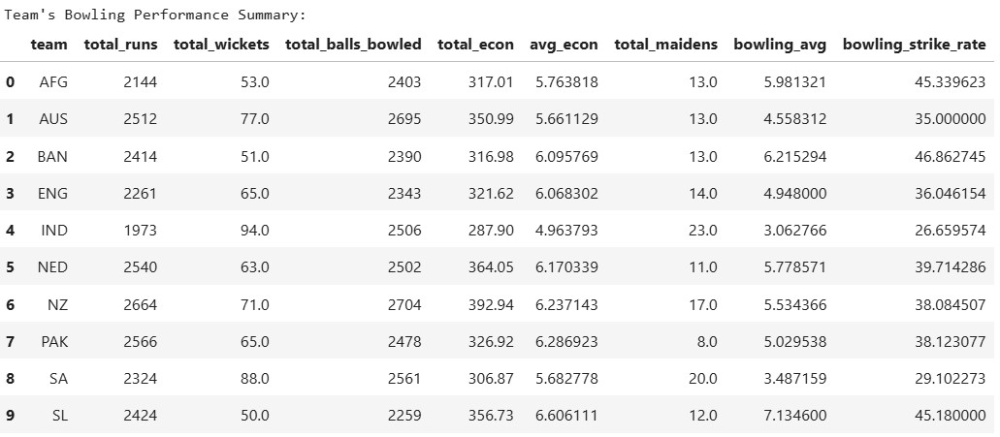 Team's Bowling Performance Summary:
team total_runs total_wickets total_balls_bowled total_econ avg_econ total_maidens bowling_avg bowling_strike_rate
0 AFG 2144 53.0 2403 317.01 5.763818 13.0 5.981321 45.339623
1 AUS 2512 77.0 2695 350.99 5.661129 13.0 4.558312 35.000000
2 BAN 2414 51.0 2390 316.98 6.095769 13.0 6.215294 46.862745
3 ENG 2261 65.0 2343 321.62 6.068302 14.0 4.948000 36.046154
4 IND 1973 94.0 2506 287.90 4.963793 23.0 3.062766 26.659574
5 NED 2540 63.0 2502 364.05 6.170339 11.0 5.778571 39.714286
6 NZ 2664 71.0 2704 392.94 6.237143 17.0 5.534366 38.084507
7 PAK 2566 65.0 2478 326.92 6.286923 8.0 5.029538 38.123077
8 SA 2324 88.0 2561 306.87 5.682778 20.0 3.487159 29.102273
9 SL 2424 50.0 2259 356.73 6.606111 12.0 7.134600 45.180000